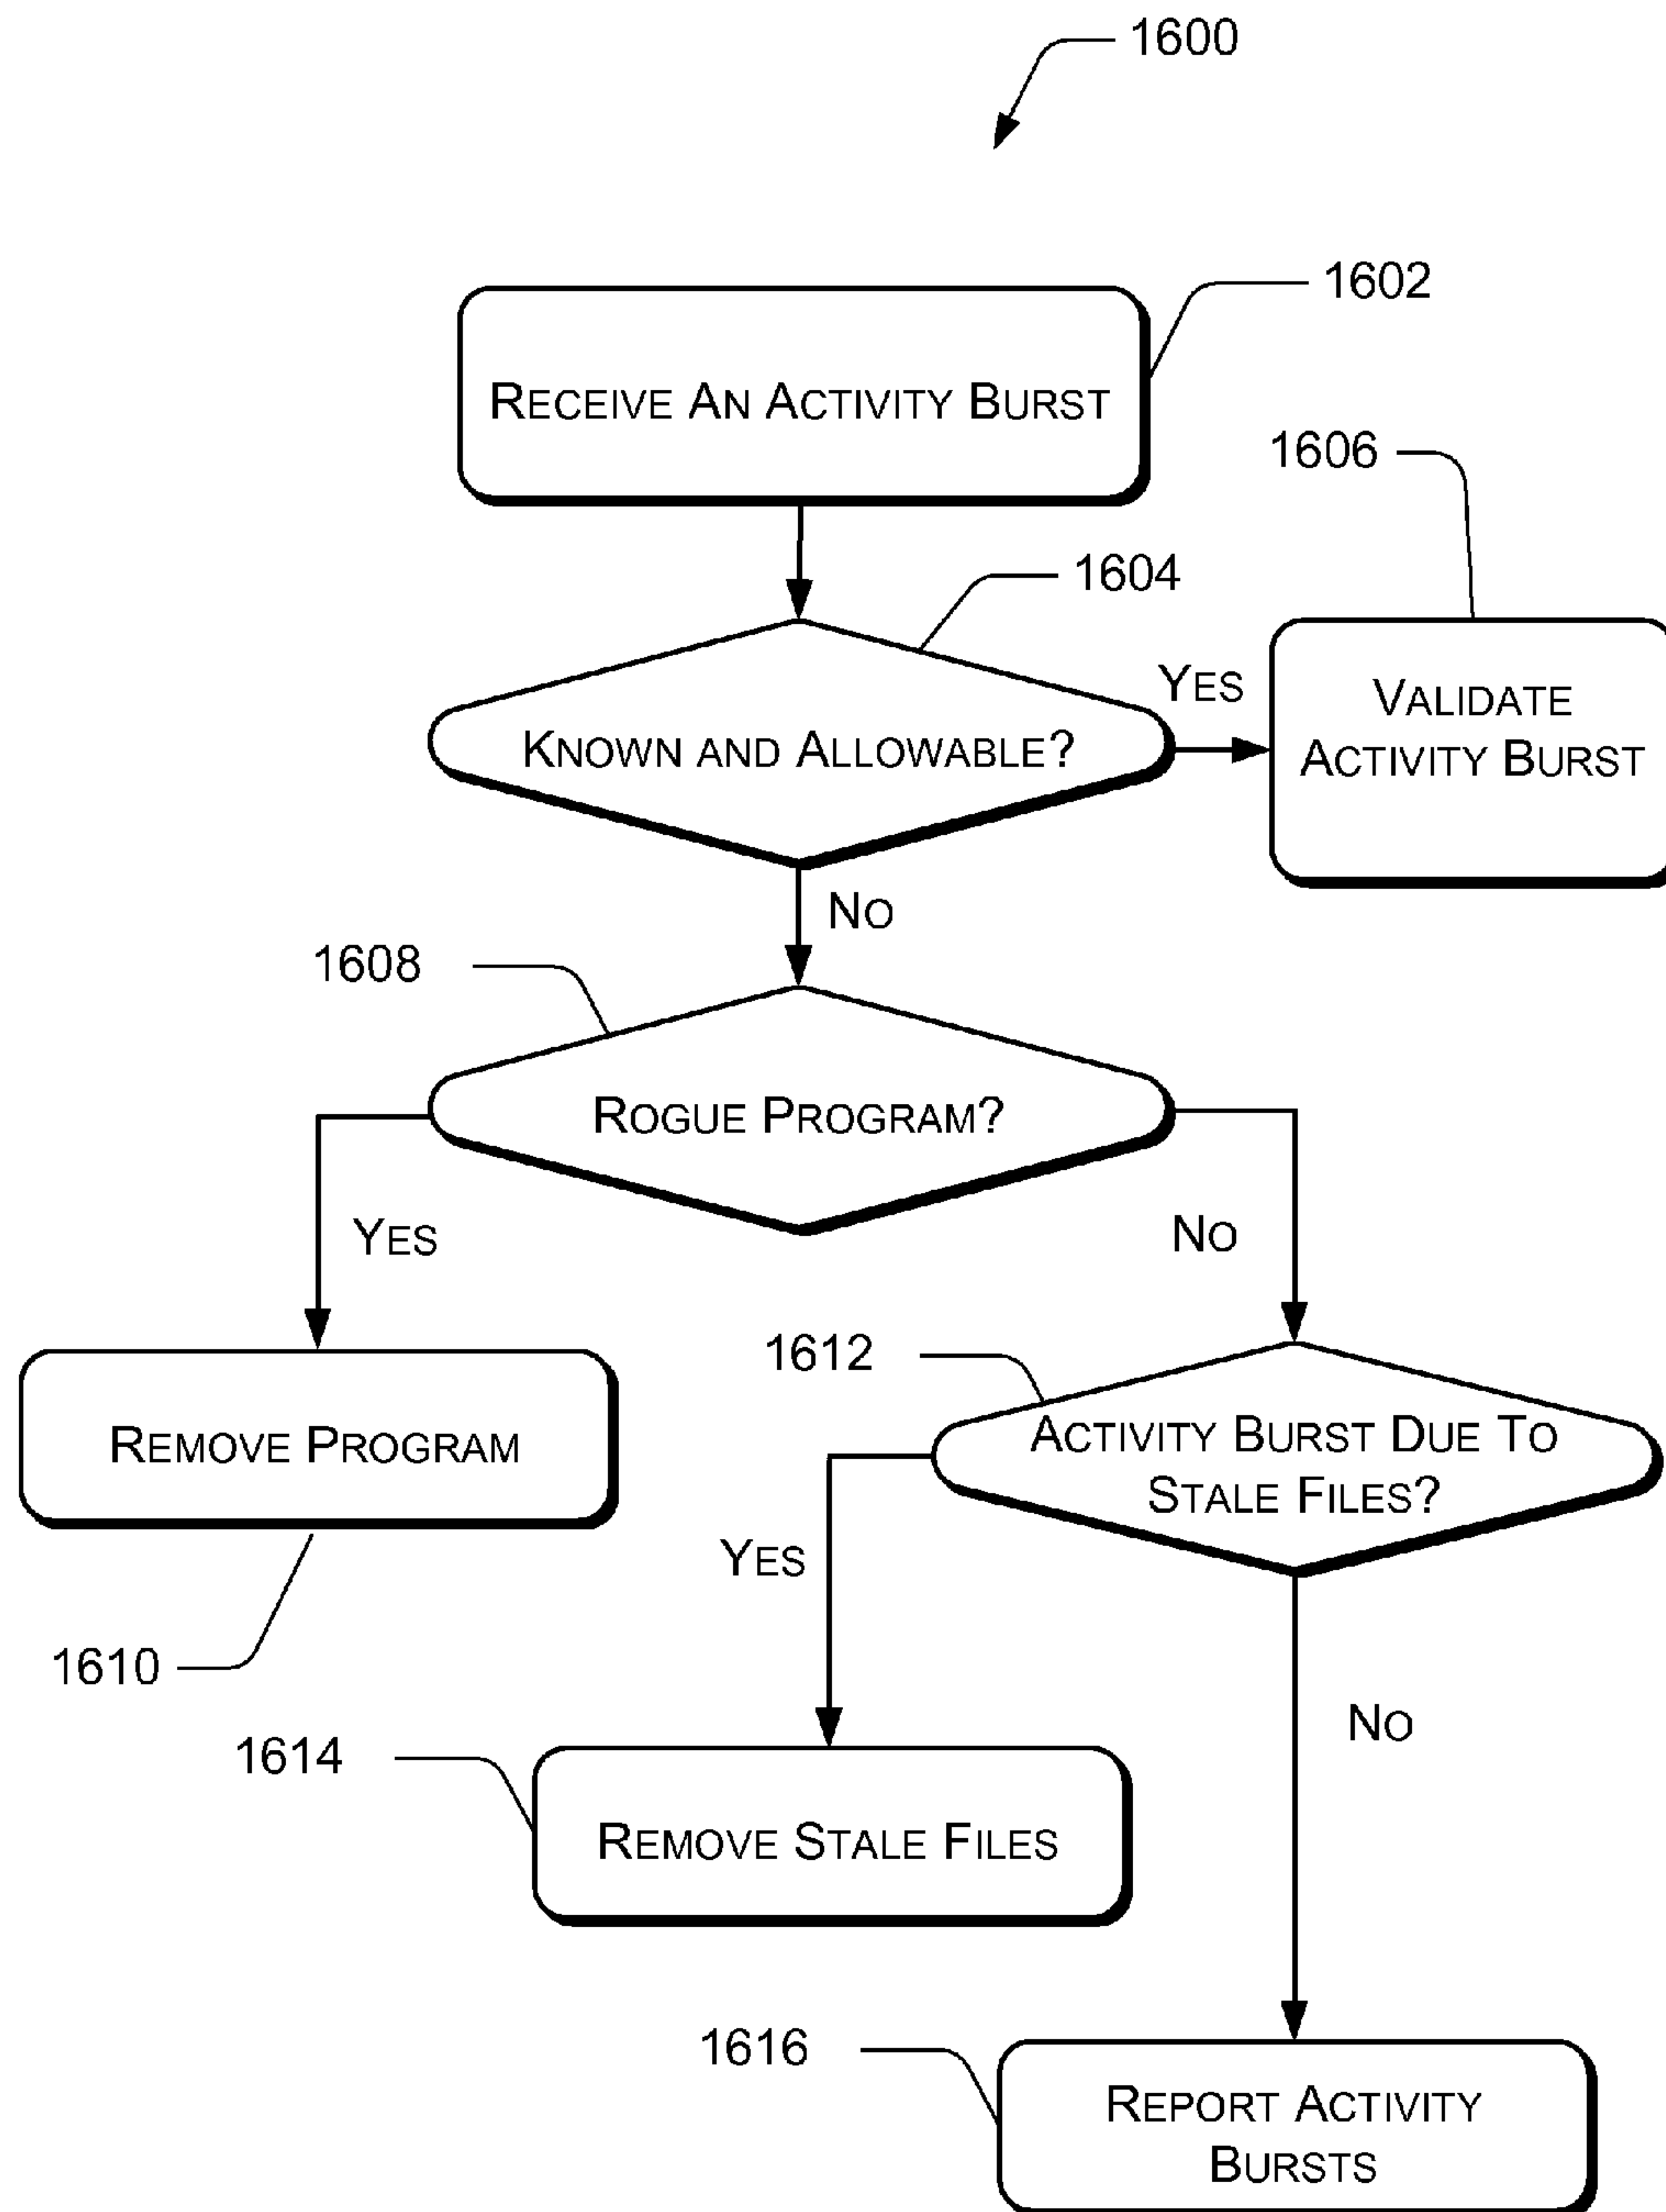 1600
1602
Receive An Activity Burst
1606
1604
Yes
Known and Allowable?
Validate
Activity Burst
No
1608
Rogue Program?
Yes
No
1612
Remove Program
Activity Burst Due To
Stale Files?
Yes
1610
1614
No
Remove Stale Files
1616
Report Activity
Bursts